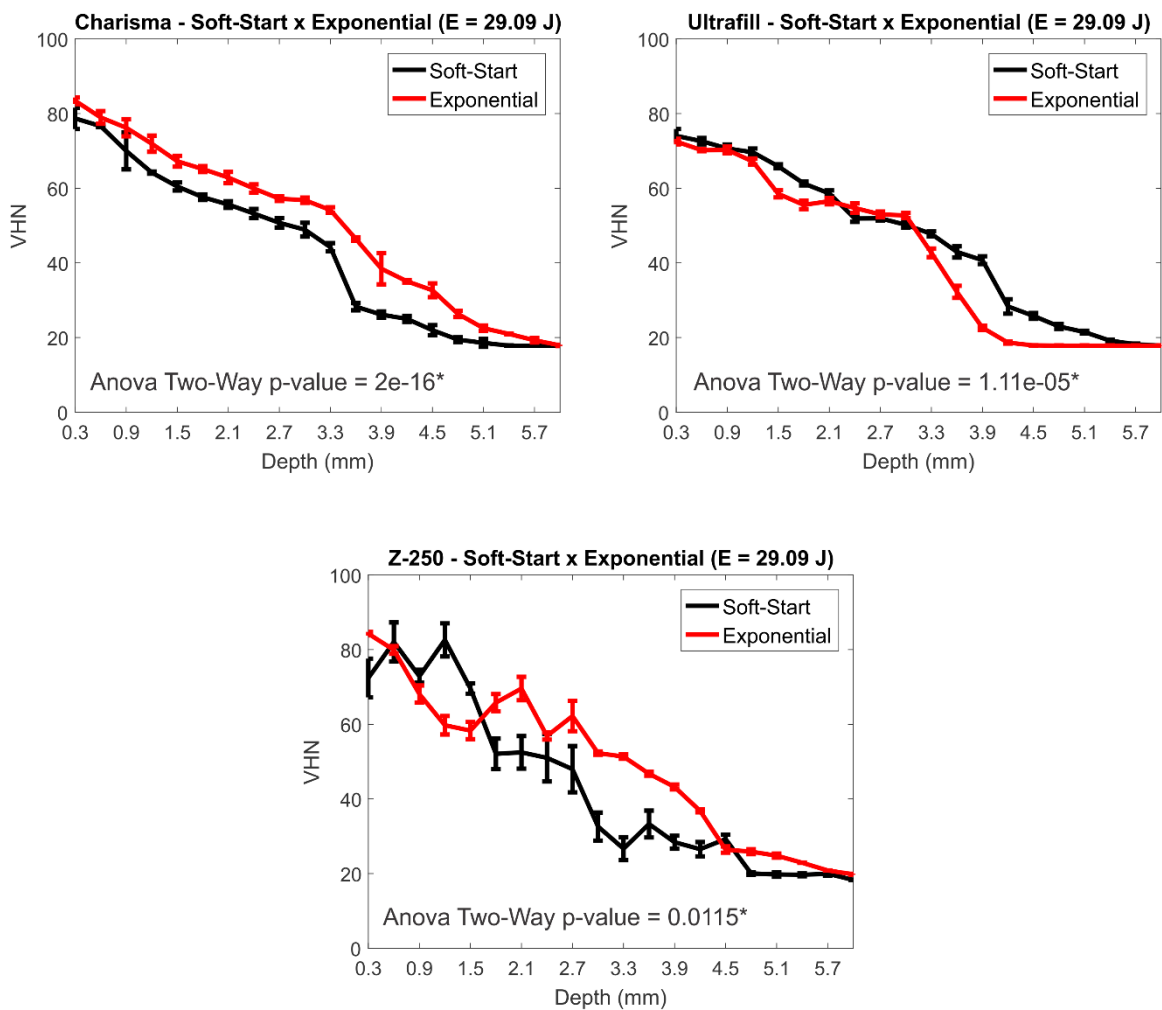 Charisma - Soft-Start x Exponential (E = 29.09 J)
100
80
60
40
20
0
VHN
Soft-Start
Exponential
Anova Two-Way p-value = 2e-16*
0.3 0.9 1.5 2.1 2.7 3.3 3.9 4.5 5.1 5.7
Depth (mm)
Ultrafill - Soft-Start x Exponential (E = 29.09 J)
100
80
60
40
20
0
VHN
Soft-Start
Exponential
Anova Two-Way p-value = 1.11e-05*
0.3 0.9 1.5 2.1 2.7 3.3 3.9 4.5 5.1 5.7
Depth (mm)
Z-250 - Soft-Start x Exponential (E = 29.09 J)
100
80
60
40
20
0
VHN
Soft-Start
Exponential
Anova Two-Way p-value = 0.0115*
0.3 0.9 1.5 2.1 2.7 3.3 3.9 4.5 5.1 5.7
Depth (mm)